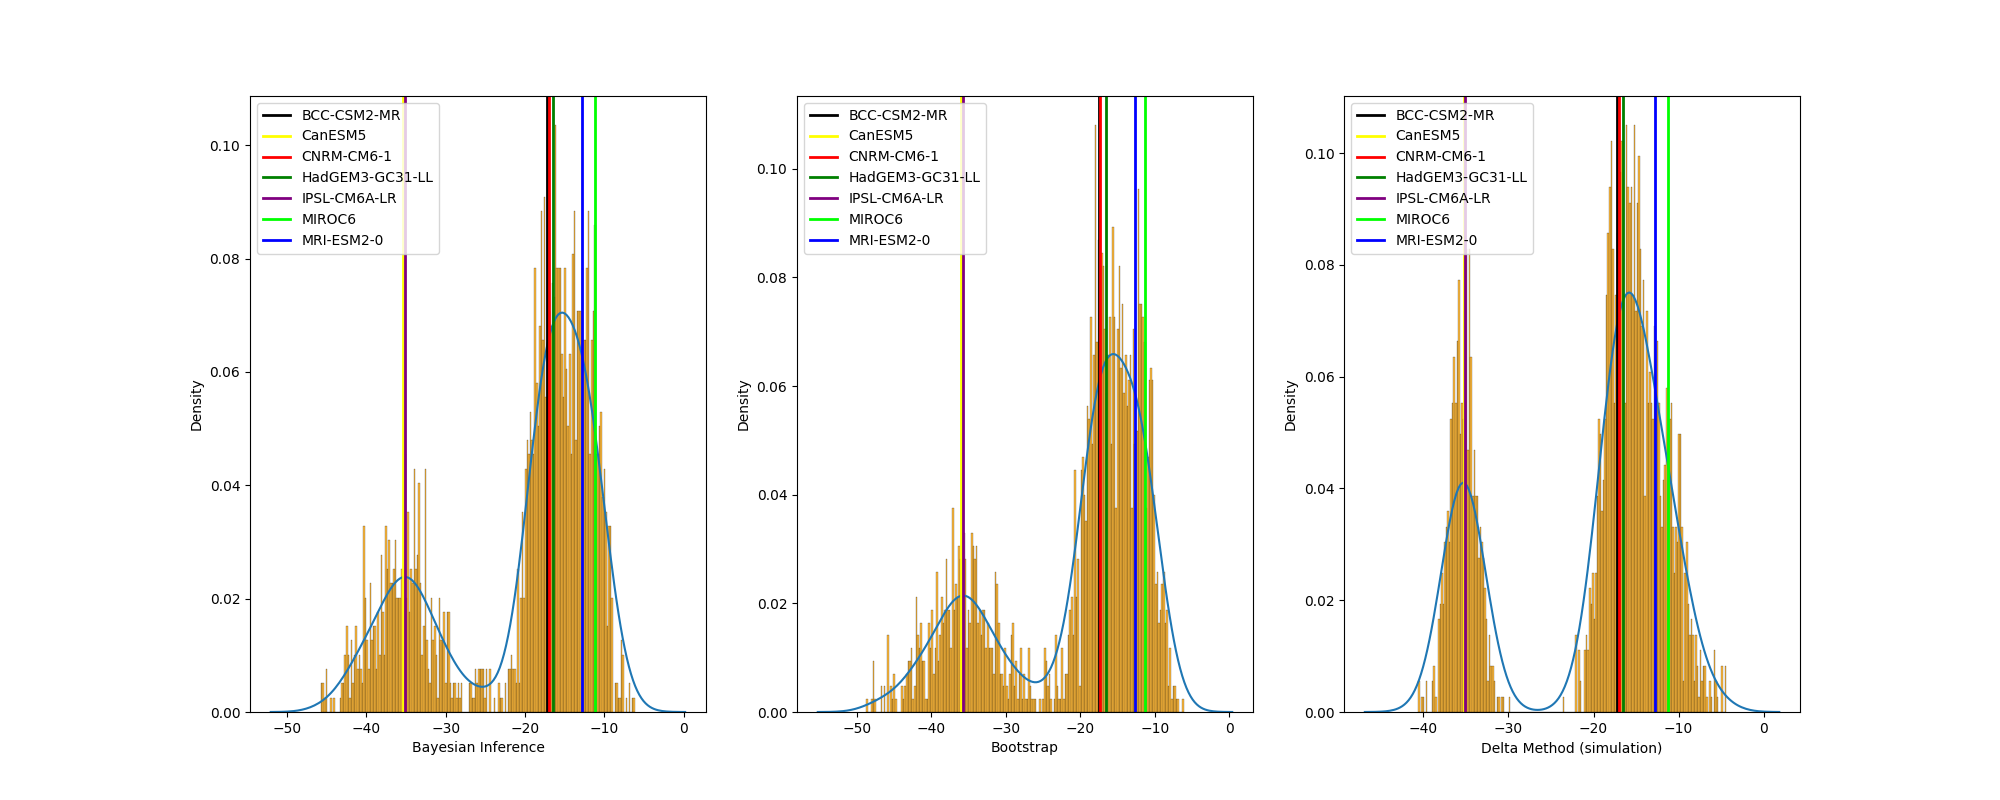 BCC-CSM2-MR
CanESM5
CNRM-CM6-1
HadGEM3-GC31-LL
IPSL-CM6A-LR
MIROC6
MRI-ESM2-0
0.10
0.08
0.06
0.04
0.02
0.00
Density
−50 −40 −30 −20 −10 0
Bayesian Inference
BCC-CSM2-MR
CanESM5
CNRM-CM6-1
HadGEM3-GC31-LL
IPSL-CM6A-LR
MIROC6
MRI-ESM2-0
0.10
0.08
0.06
0.04
0.02
0.00
Density
−50 −40 −30 −20 −10 0
Bootstrap
BCC-CSM2-MR
CanESM5
CNRM-CM6-1
HadGEM3-GC31-LL
IPSL-CM6A-LR
MIROC6
MRI-ESM2-0
0.10
0.08
0.06
0.04
0.02
0.00
Density
−40 −30 −20 −10 0
Delta Method (simulation)